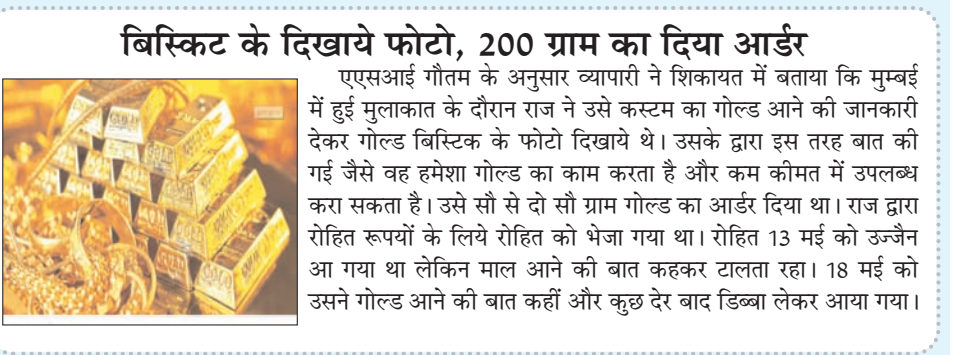 बिस्किट के दिखाये फोटो, 200 ग्राम का दिया आर्डर
एएसआई गौतम के अनुसार व्यापारी ने शिकायत में बताया कि मुम्बई
में हुई मुलाकात के दौरान राज ने उसे कस्टम का गोल्ड आने की जानकारी
देकर गोल्ड बिस्टिक के फोटो दिखाये थे। उसके द्वारा इस तरह बात की
गई जैसे वह हमेशा गोल्ड का काम करता है और कम कीमत में उपलब्ध
करा सकता है। उसे सौ से दो सौ ग्राम गोल्ड का आर्डर दिया था। राज द्वारा
रोहित रूपयों के लिये रोहित को भेजा गया था। रोहित 13 मई को उज्जैन
आ गया था लेकिन माल आने की बात कहकर टालता रहा। 18 मई को
उसने गोल्ड आने की बात कहीं और कुछ देर बाद डिब्बा लेकर आया गया।